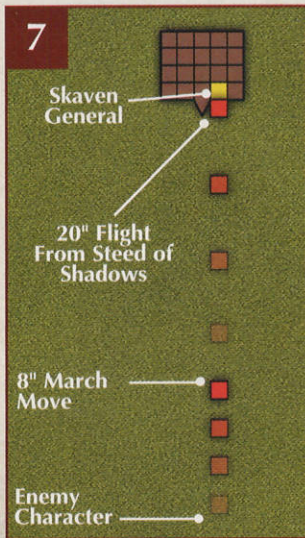 7
Skaven
General
20" Flight
From Steed of
Shadows
8" March
Move
Enemy
Character